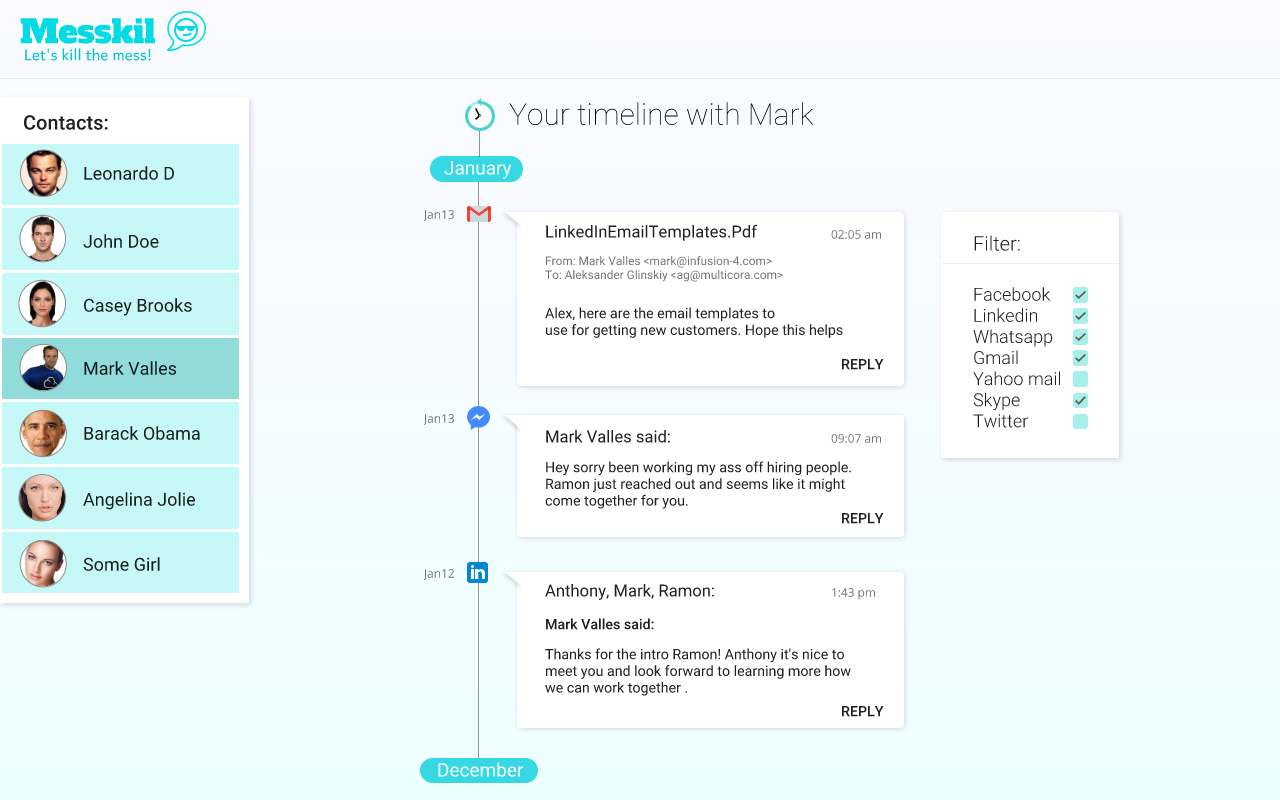 Messkil
Let's kill the mess!
Contacts:
Leonardo D
John Doe
Casey Brooks
Mark Valles
Barack Obama
Angelina Jolie
Some Girl
Your timeline with Mark
January
Jan13
LinkedInEmailTemplates.Pdf
02:05 am
From: Mark Valles <mark@infusion-4.com>
To: Aleksander Glinskiy <ag@multicora.com>
Alex, here are the email templates to
use for getting new customers. Hope this helps
REPLY
Jan13
Mark Valles said:
09:07 am
Hey sorry been working my ass off hiring people.
Ramon just reached out and seems like it might
come together for you.
REPLY
Jan12
in
Anthony, Mark, Ramon:
1:43 pm
Mark Valles said:
Thanks for the intro Ramon! Anthony it's nice to
meet you and look forward to learning more how
we can work together .
REPLY
December
Filter:
Facebook
Linkedin
Whatsapp
Gmail
Yahoo mail
Skype
Twitter